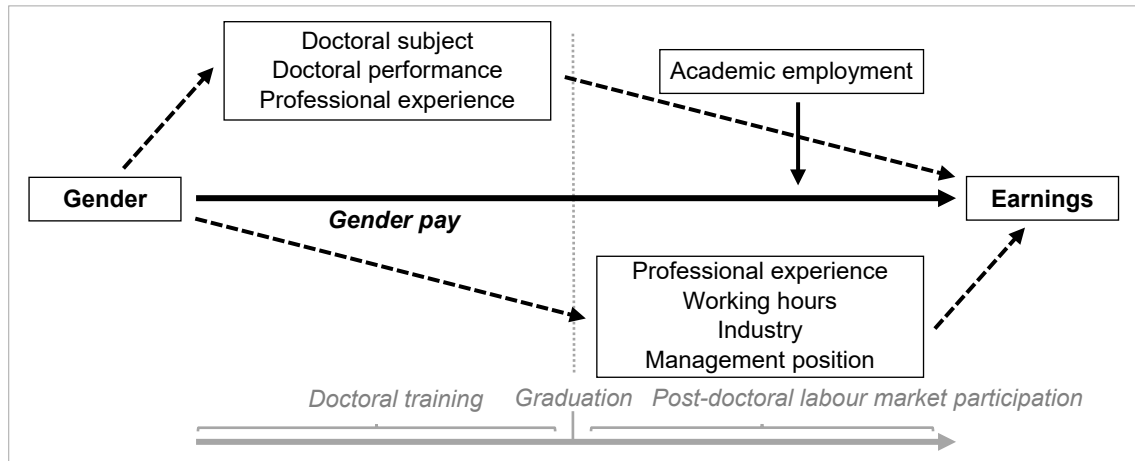 Doctoral subject
Doctoral performance
Professional experience
Academic employment
Gender
Earnings
Gender pay
Professional experience
Working hours
Industry
Management position
Doctoral training
Graduation
Post-doctoral labour market participation